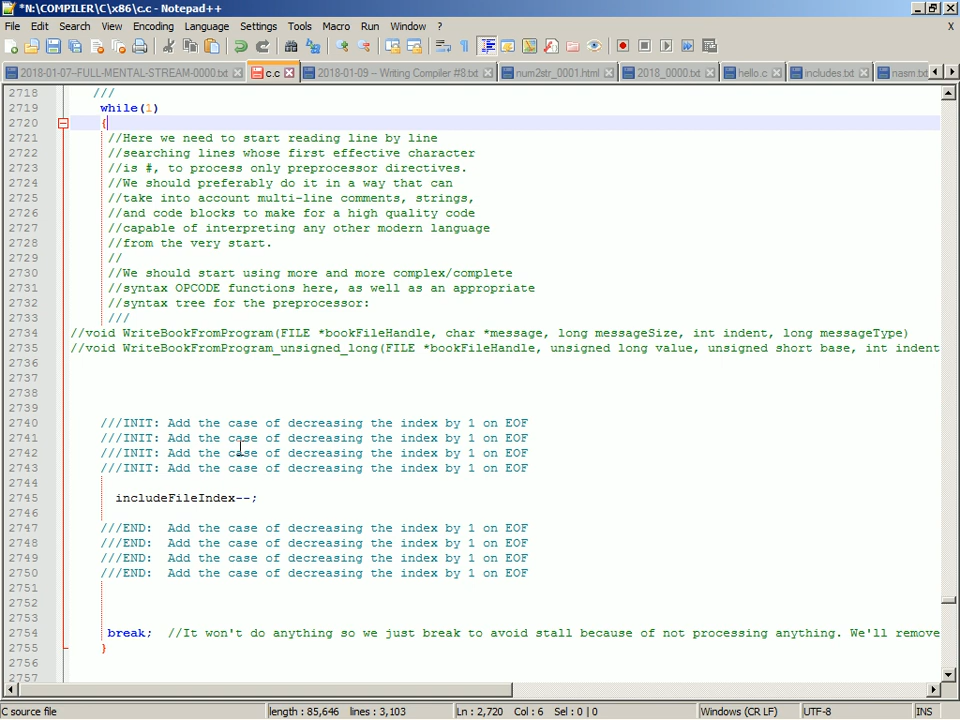 *N:\COMPILER\C\x86\c.c - Notepad++
File Edit Search View Encoding Language Settings Tools Macro Run Window ? X
2018-01-07-FULL-MENTAL-STREAM-0000.txt c.c 2018-01-09 – Writing Compiler #8.txt num2str_0001.html 2018_0000.txt hello.c includes.txt nasm.txt
2718 ///
2719 while(1)
2720 {
2721 //Here we need to start reading line by line
2722 //searching lines whose first effective character
2723 //is #, to process only preprocessor directives.
2724 //We should preferably do it in a way that can
2725 //take into account multi-line comments, strings,
2726 //and code blocks to make for a high quality code
2727 //capable of interpreting any other modern language
2728 //from the very start.
2729 //
2730 //We should start using more and more complex/complete
2731 //syntax OPCODE functions here, as well as an appropriate
2732 //syntax tree for the preprocessor:
2733 ///
2734 //void WriteBookFromProgram(FILE *bookFileHandle, char *message, long messageSize, int indent, long messageType)
2735 //void WriteBookFromProgram_unsigned_long(FILE *bookFileHandle, unsigned long value, unsigned short base, int indent
2736
2737
2738
2739
2740 ///INIT: Add the case of decreasing the index by 1 on EOF
2741 ///INIT: Add the case of decreasing the index by 1 on EOF
2742 ///INIT: Add the case of decreasing the index by 1 on EOF
2743 ///INIT: Add the case of decreasing the index by 1 on EOF
2744
2745 includeFileIndex--;
2746
2747 ///END: Add the case of decreasing the index by 1 on EOF
2748 ///END: Add the case of decreasing the index by 1 on EOF
2749 ///END: Add the case of decreasing the index by 1 on EOF
2750 ///END: Add the case of decreasing the index by 1 on EOF
2751
2752
2753
2754 break; //It won't do anything so we just break to avoid stall because of not processing anything. We'll remove
2755 }
2756
2757
C source file length : 85,646 lines : 3,103 Ln : 2,720 Col : 6 Sel : 0 | 0 Windows (CR LF) UTF-8 INS